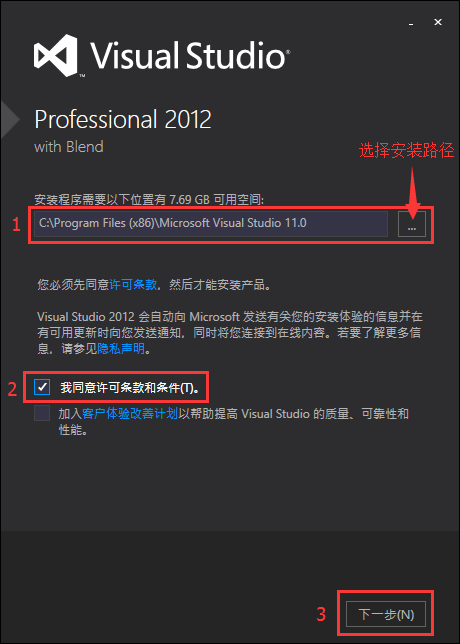 Visual Studio
Professional 2012
with Blend
选择安装路径
安装程序需要以下位置有 7.69 GB 可用空间:
1
C:\Program Files (x86)\Microsoft Visual Studio 11.0
...
您必须先同意许可条款，然后才能安装产品。
Visual Studio 2012 会自动向 Microsoft 发送有关您的安装体验的信息并在
有可用更新时向您发送通知，同时将您连接到在线内容。若要了解更多信
息，请参见隐私声明。
2
我同意许可条款和条件(T)。
加入客户体验改善计划以帮助提高 Visual Studio 的质量、可靠性和
性能。
3
下一步(N)